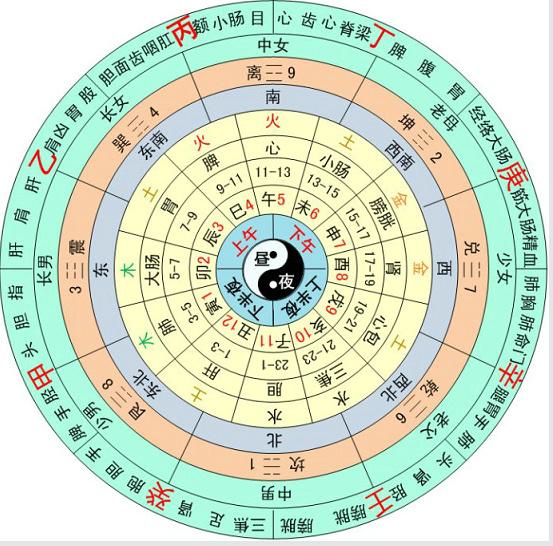 心 齿 心 脊梁 丁 脾 腹 胃 经络 大肠 庚 筋 大肠 精血 肺 胸 肺 命门 辛 腿 胃 手 肺 头 肾 胫 壬 膀胱 膀胱 三焦 足 肾 癸 胞 胆 手 脾 手 胫 甲 头 胆 指 肝 肩 肝 乙 肩 凶 胃 股 胆 面 齿 咽 肛 丙 额 小肠 目
中女 老母 少女 老父 中男 少男 长男 长女
离 9 坤 2 兑 7 乾 6 坎 1 艮 8 震 3 巽 4
南 西南 西 西北 北 东北 东 东南
火 土 金 金 土 水 水 土 木 木 土 火
心 小肠 膀胱 肾 心包 三焦 胆 肝 肺 大肠 胃 脾
11-13 13-15 15-17 17-19 19-21 21-23 23-1 1-3 3-5 5-7 7-9 9-11
午5 未6 申7 酉8 戌9 亥10 子11 丑12 寅1 卯2 辰3 巳4
下午 上半夜 下半夜 上午
昼
夜